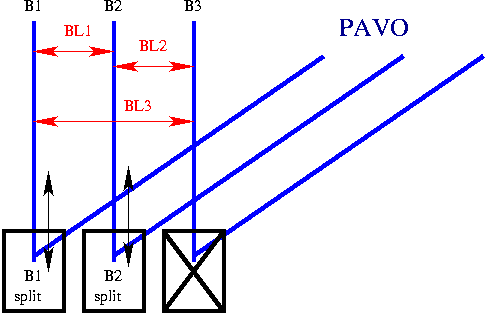 B1 B2 B3
PAVO
BL1
BL2
BL3
B1 B2
split split